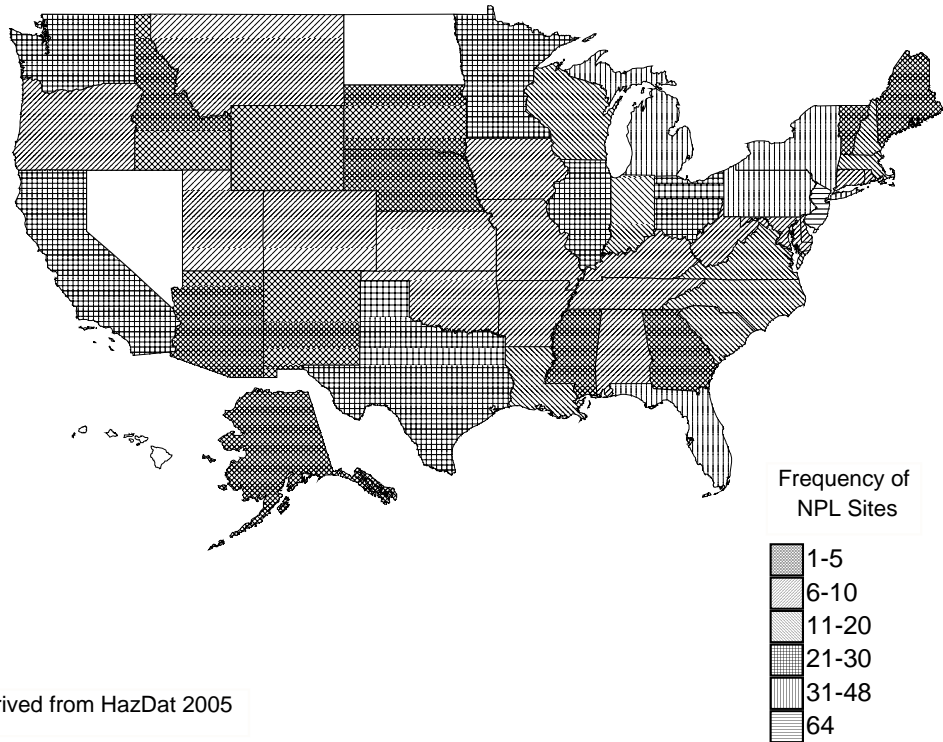 Frequency of
NPL Sites
1-5
6-10
11-20
21-30
31-48
64
rived from HazDat 2005